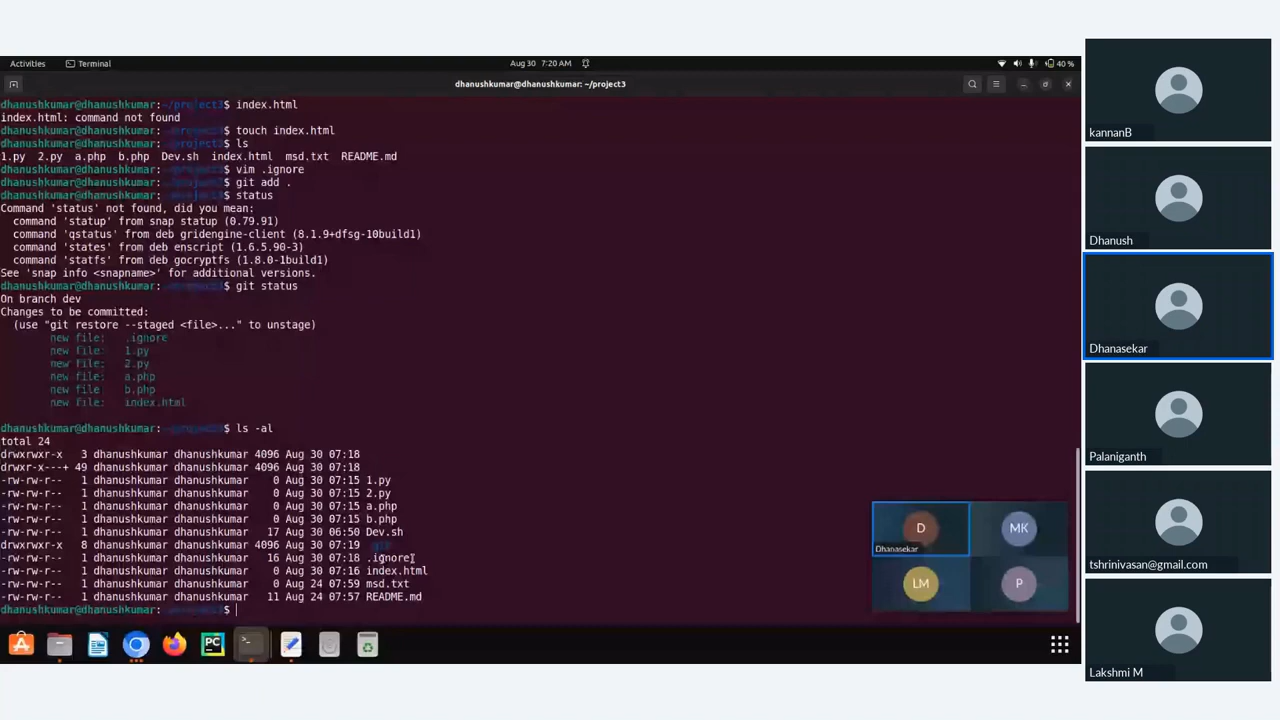 Activities
Terminal
Aug 30 7:20 AM
40 %
dhanushkumar@dhanushkumar: ~/project3
dhanushkumar@dhanushkumar:~/project3$ index.html
index.html: command not found
dhanushkumar@dhanushkumar:~/project3$ touch index.html
dhanushkumar@dhanushkumar:~/project3$ ls
1.py 2.py a.php b.php Dev.sh index.html msd.txt README.md
dhanushkumar@dhanushkumar:~/project3$ vim .ignore
dhanushkumar@dhanushkumar:~/project3$ git add .
dhanushkumar@dhanushkumar:~/project3$ status
Command 'status' not found, did you mean:
command 'statup' from snap statup (0.79.91)
command 'qstatus' from deb gridengine-client (8.1.9+dfsg-10build1)
command 'states' from deb enscript (1.6.5.90-3)
command 'statfs' from deb gocryptfs (1.8.0-1build1)
See 'snap info <snapname>' for additional versions.
dhanushkumar@dhanushkumar:~/project3$ git status
On branch dev
Changes to be committed:
(use "git restore --staged <file>..." to unstage)
new file: .ignore
new file: 1.py
new file: 2.py
new file: a.php
new file: b.php
new file: index.html
dhanushkumar@dhanushkumar:~/project3$ ls -al
total 24
drwxrwxr-x 3 dhanushkumar dhanushkumar 4096 Aug 30 07:18
drwxr-x---+ 49 dhanushkumar dhanushkumar 4096 Aug 30 07:18
-rw-rw-r-- 1 dhanushkumar dhanushkumar 0 Aug 30 07:15 1.py
-rw-rw-r-- 1 dhanushkumar dhanushkumar 0 Aug 30 07:15 2.py
-rw-rw-r-- 1 dhanushkumar dhanushkumar 0 Aug 30 07:15 a.php
-rw-rw-r-- 1 dhanushkumar dhanushkumar 0 Aug 30 07:15 b.php
-rw-rw-r-- 1 dhanushkumar dhanushkumar 17 Aug 30 06:50 Dev.sh
drwxrwxr-x 8 dhanushkumar dhanushkumar 4096 Aug 30 07:19 .git
-rw-rw-r-- 1 dhanushkumar dhanushkumar 16 Aug 30 07:18 .ignore
-rw-rw-r-- 1 dhanushkumar dhanushkumar 0 Aug 30 07:16 index.html
-rw-rw-r-- 1 dhanushkumar dhanushkumar 0 Aug 24 07:59 msd.txt
-rw-rw-r-- 1 dhanushkumar dhanushkumar 11 Aug 24 07:57 README.md
dhanushkumar@dhanushkumar:~/project3$
D
Dhanasekar
MK
LM
P
PC
kannanB
Dhanush
Dhanasekar
Palaniganth
tshrinivasan@gmail.com
Lakshmi M